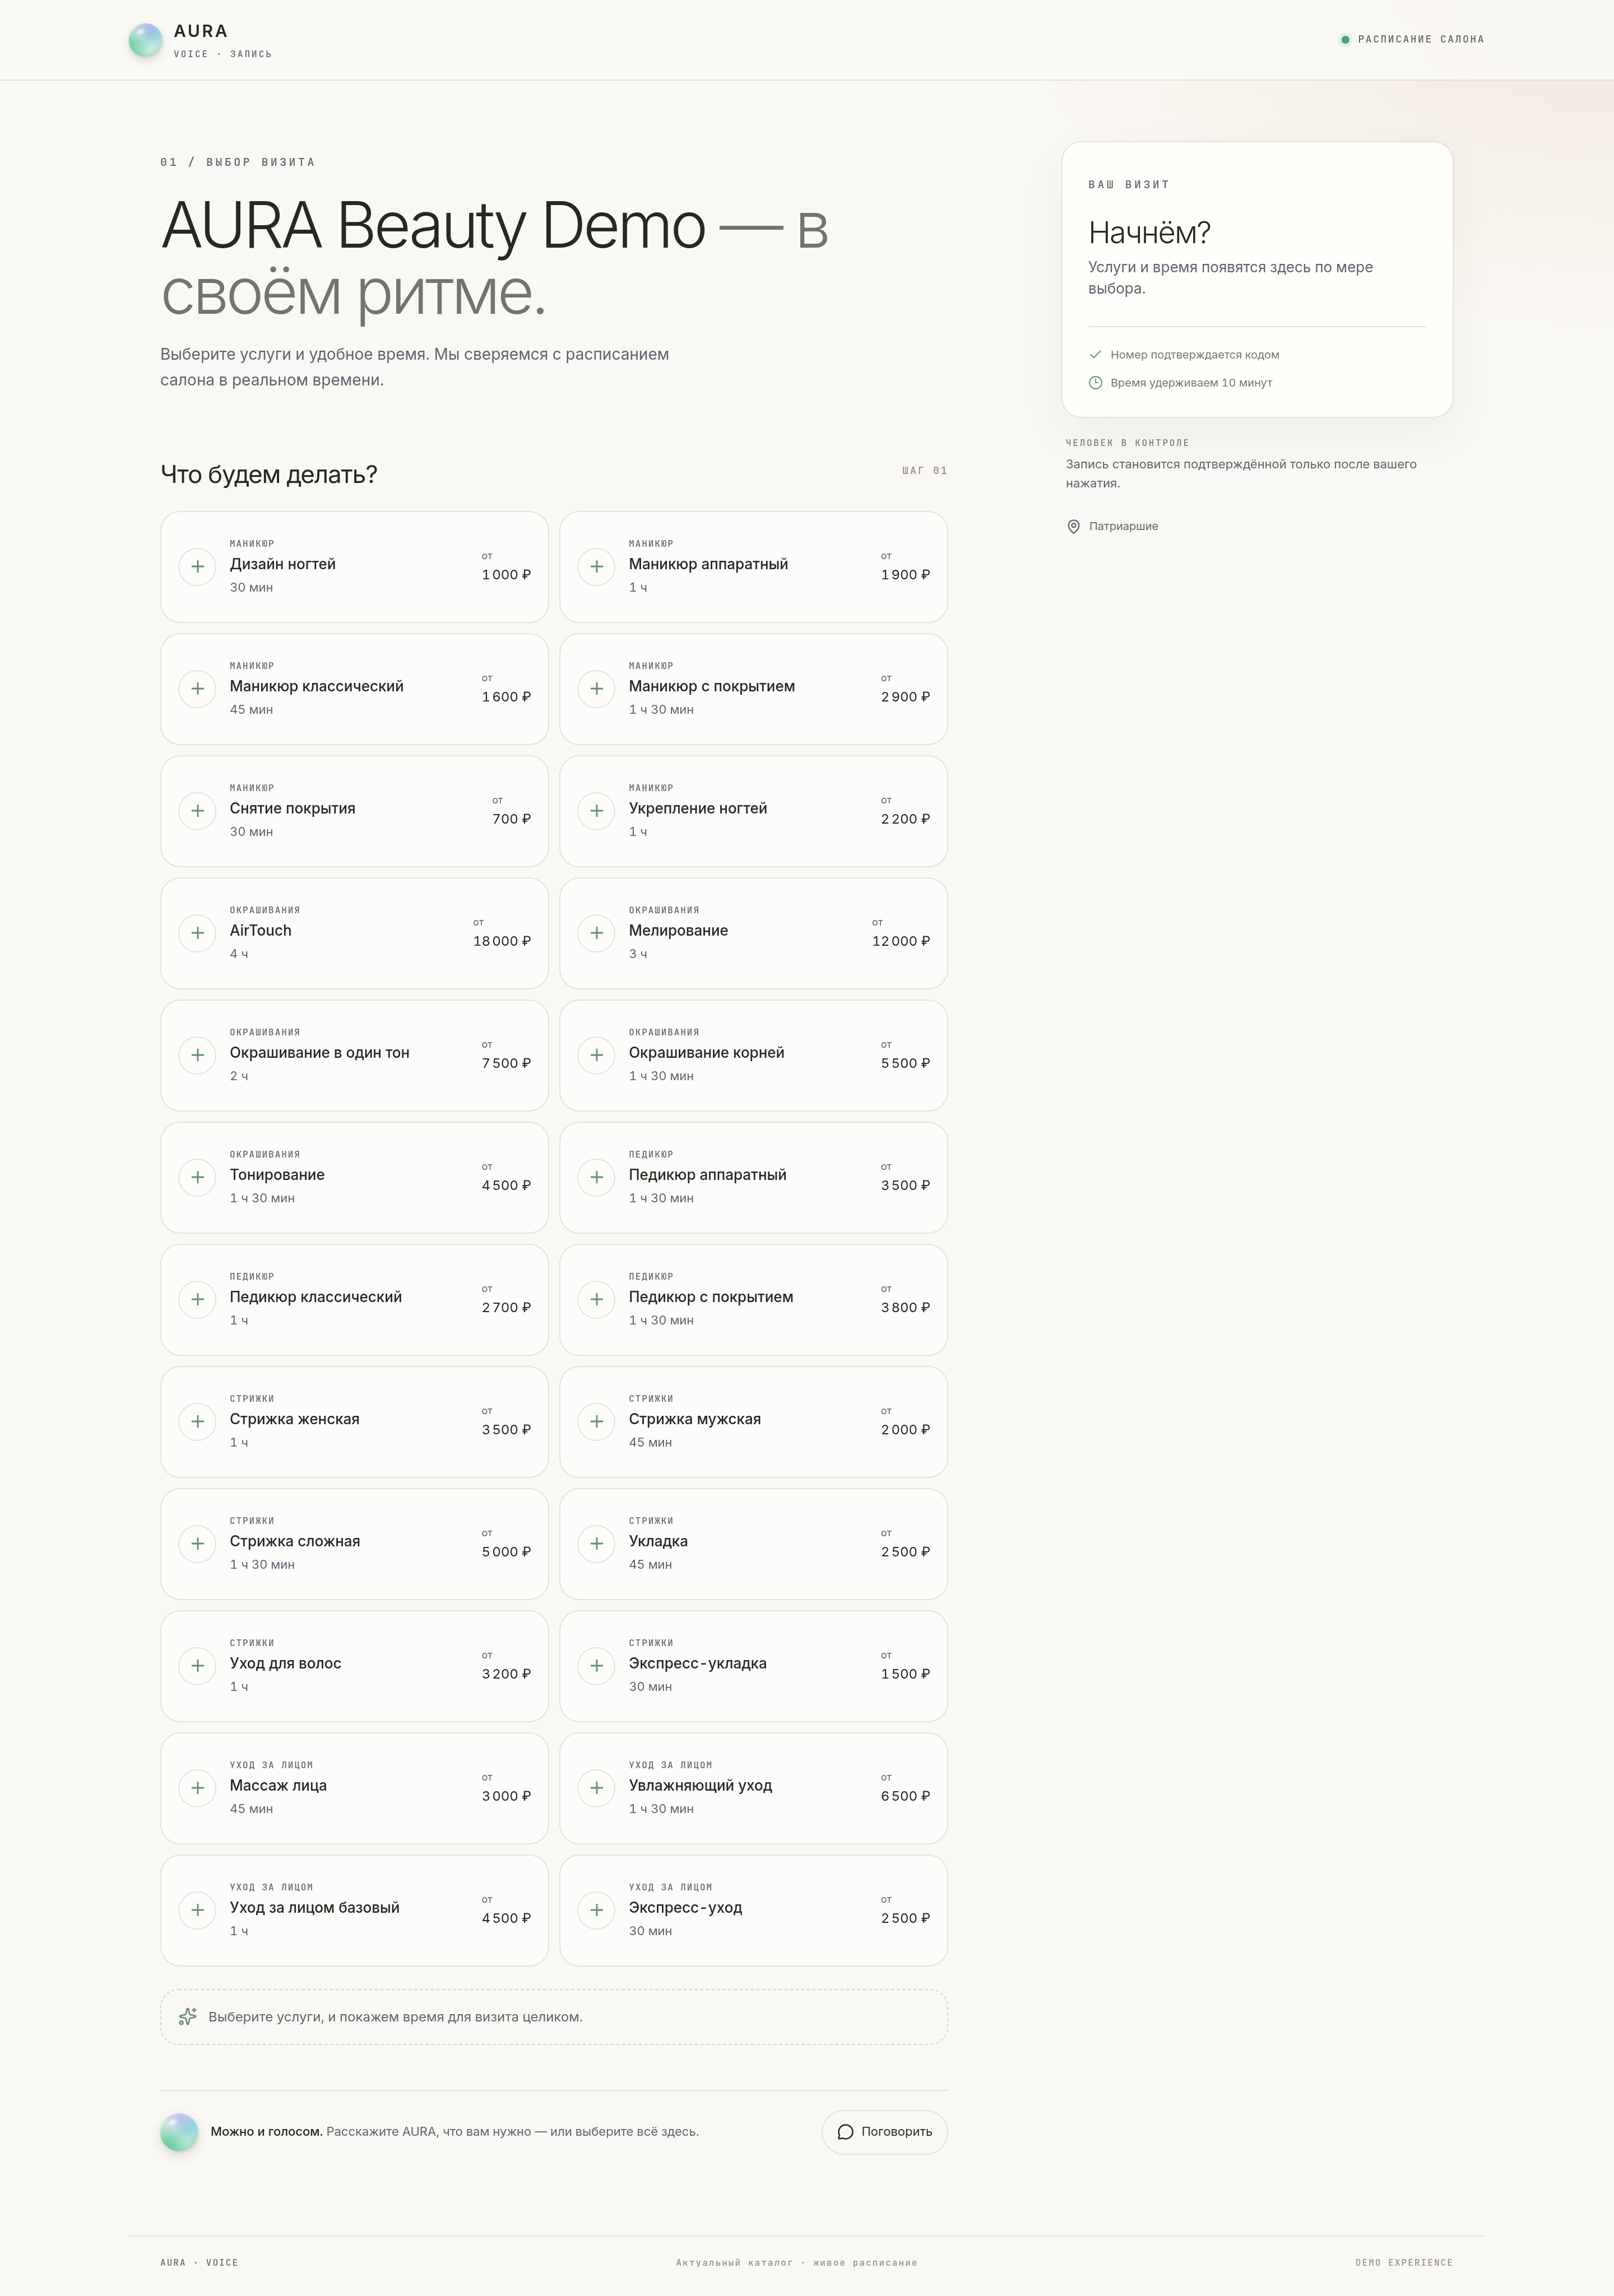 AURA
VOICE · ЗАПИСЬ
РАСПИСАНИЕ САЛОНА
01 / ВЫБОР ВИЗИТА
AURA Beauty Demo — в
своём ритме.
Выберите услуги и удобное время. Мы сверяемся с расписанием
салона в реальном времени.
ВАШ ВИЗИТ
Начнём?
Услуги и время появятся здесь по мере
выбора.
Номер подтверждается кодом
Время удерживаем 10 минут
ЧЕЛОВЕК В КОНТРОЛЕ
Запись становится подтверждённой только после вашего
нажатия.
Патриаршие
Что будем делать?
ШАГ 01
МАНИКЮР
Дизайн ногтей
30 мин
от
1 000 ₽
МАНИКЮР
Маникюр аппаратный
1 ч
от
1 900 ₽
МАНИКЮР
Маникюр классический
45 мин
от
1 600 ₽
МАНИКЮР
Маникюр с покрытием
1 ч 30 мин
от
2 900 ₽
МАНИКЮР
Снятие покрытия
30 мин
от
700 ₽
МАНИКЮР
Укрепление ногтей
1 ч
от
2 200 ₽
ОКРАШИВАНИЯ
AirTouch
4 ч
от
18 000 ₽
ОКРАШИВАНИЯ
Мелирование
3 ч
от
12 000 ₽
ОКРАШИВАНИЯ
Окрашивание в один тон
2 ч
от
7 500 ₽
ОКРАШИВАНИЯ
Окрашивание корней
1 ч 30 мин
от
5 500 ₽
ОКРАШИВАНИЯ
Тонирование
1 ч 30 мин
от
4 500 ₽
ПЕДИКЮР
Педикюр аппаратный
1 ч 30 мин
от
3 500 ₽
ПЕДИКЮР
Педикюр классический
1 ч
от
2 700 ₽
ПЕДИКЮР
Педикюр с покрытием
1 ч 30 мин
от
3 800 ₽
СТРИЖКИ
Стрижка женская
1 ч
от
3 500 ₽
СТРИЖКИ
Стрижка мужская
45 мин
от
2 000 ₽
СТРИЖКИ
Стрижка сложная
1 ч 30 мин
от
5 000 ₽
СТРИЖКИ
Укладка
45 мин
от
2 500 ₽
СТРИЖКИ
Уход для волос
1 ч
от
3 200 ₽
СТРИЖКИ
Экспресс-укладка
30 мин
от
1 500 ₽
УХОД ЗА ЛИЦОМ
Массаж лица
45 мин
от
3 000 ₽
УХОД ЗА ЛИЦОМ
Увлажняющий уход
1 ч 30 мин
от
6 500 ₽
УХОД ЗА ЛИЦОМ
Уход за лицом базовый
1 ч
от
4 500 ₽
УХОД ЗА ЛИЦОМ
Экспресс-уход
30 мин
от
2 500 ₽
Выберите услуги, и покажем время для визита целиком.
Можно и голосом. Расскажите AURA, что вам нужно — или выберите всё здесь.
Поговорить
AURA · VOICE
Актуальный каталог · живое расписание
DEMO EXPERIENCE